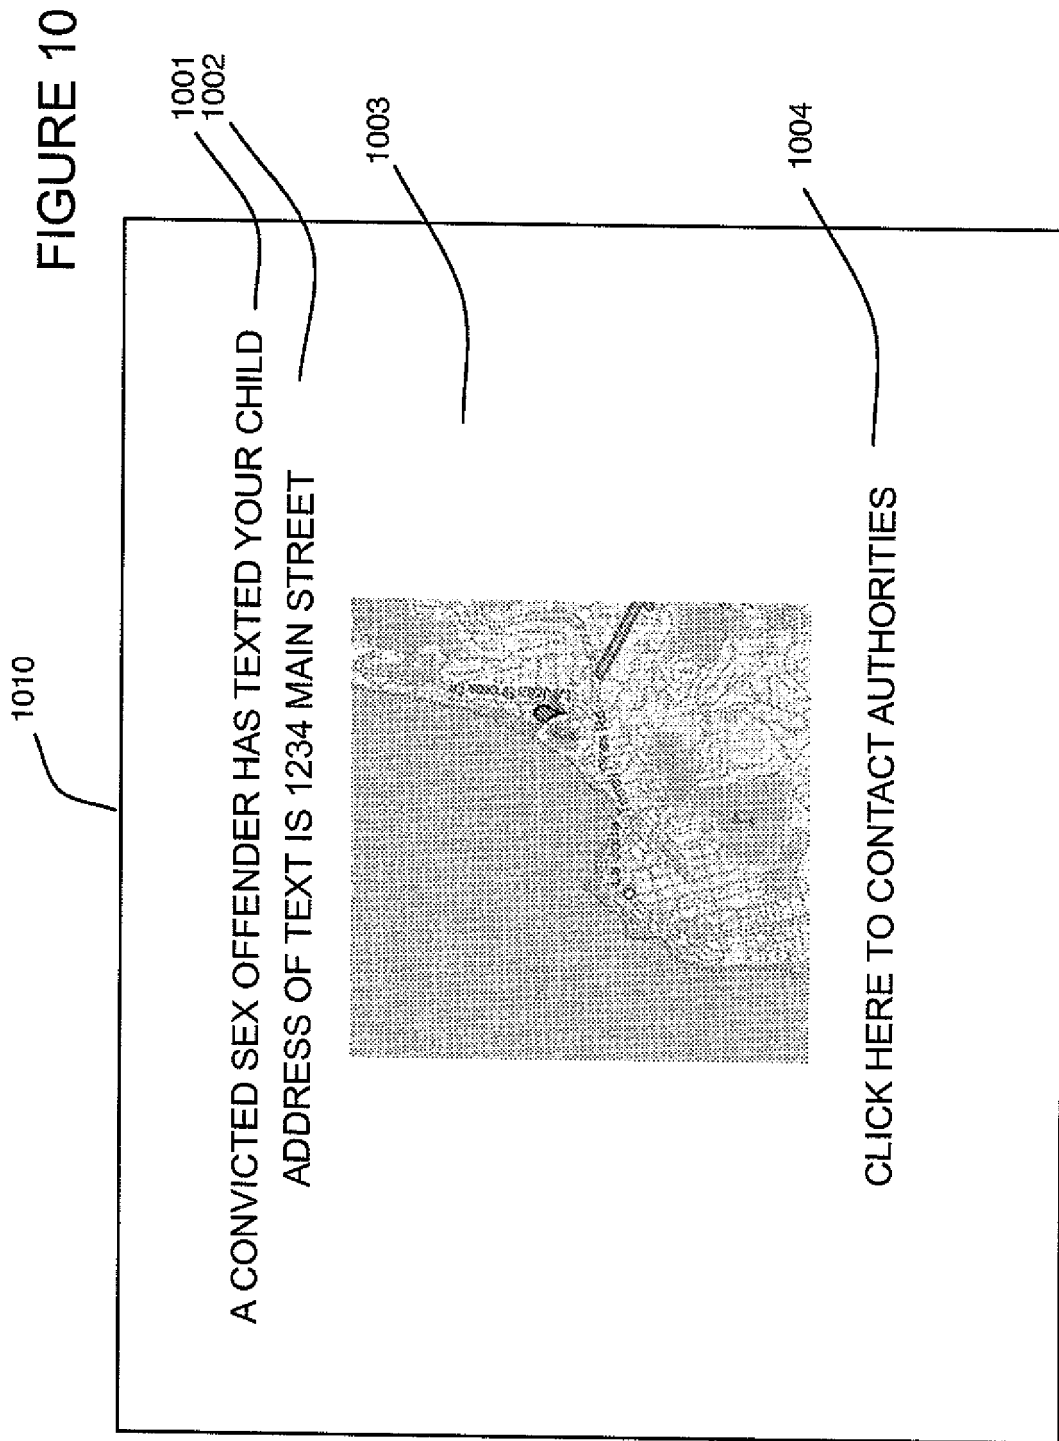 FIGURE 10
1010
1001
1002
A CONVICTED SEX OFFENDER HAS TEXTED YOUR CHILD
ADDRESS OF TEXT IS 1234 MAIN STREET
1003
1004
CLICK HERE TO CONTACT AUTHORITIES